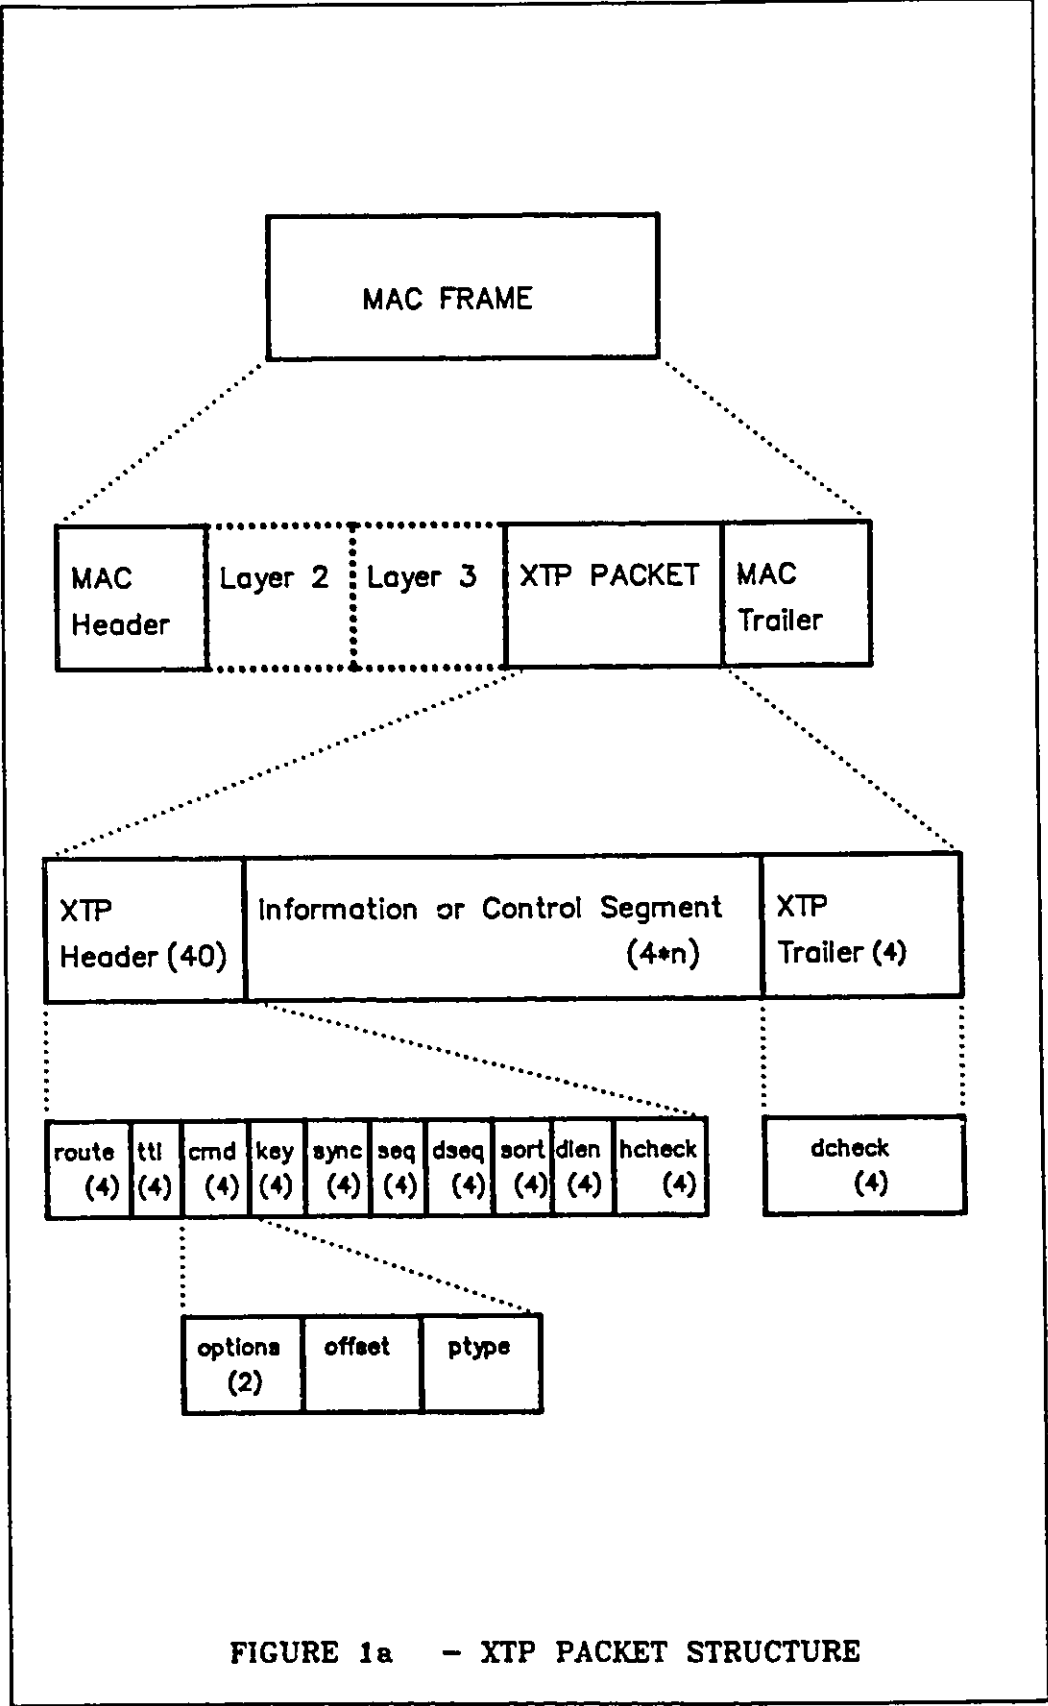 MAC FRAME
MAC
Header
Layer 2
Layer 3
XTP PACKET
MAC
Trailer
XTP
Header (40)
Information or Control Segment
(4*n)
XTP
Trailer (4)
route
(4)
ttl
(4)
cmd
(4)
key
(4)
sync
(4)
seq
(4)
dseq
(4)
sort
(4)
dlen
(4)
hcheck
(4)
dcheck
(4)
options
(2)
offset
ptype
FIGURE 1a - XTP PACKET STRUCTURE